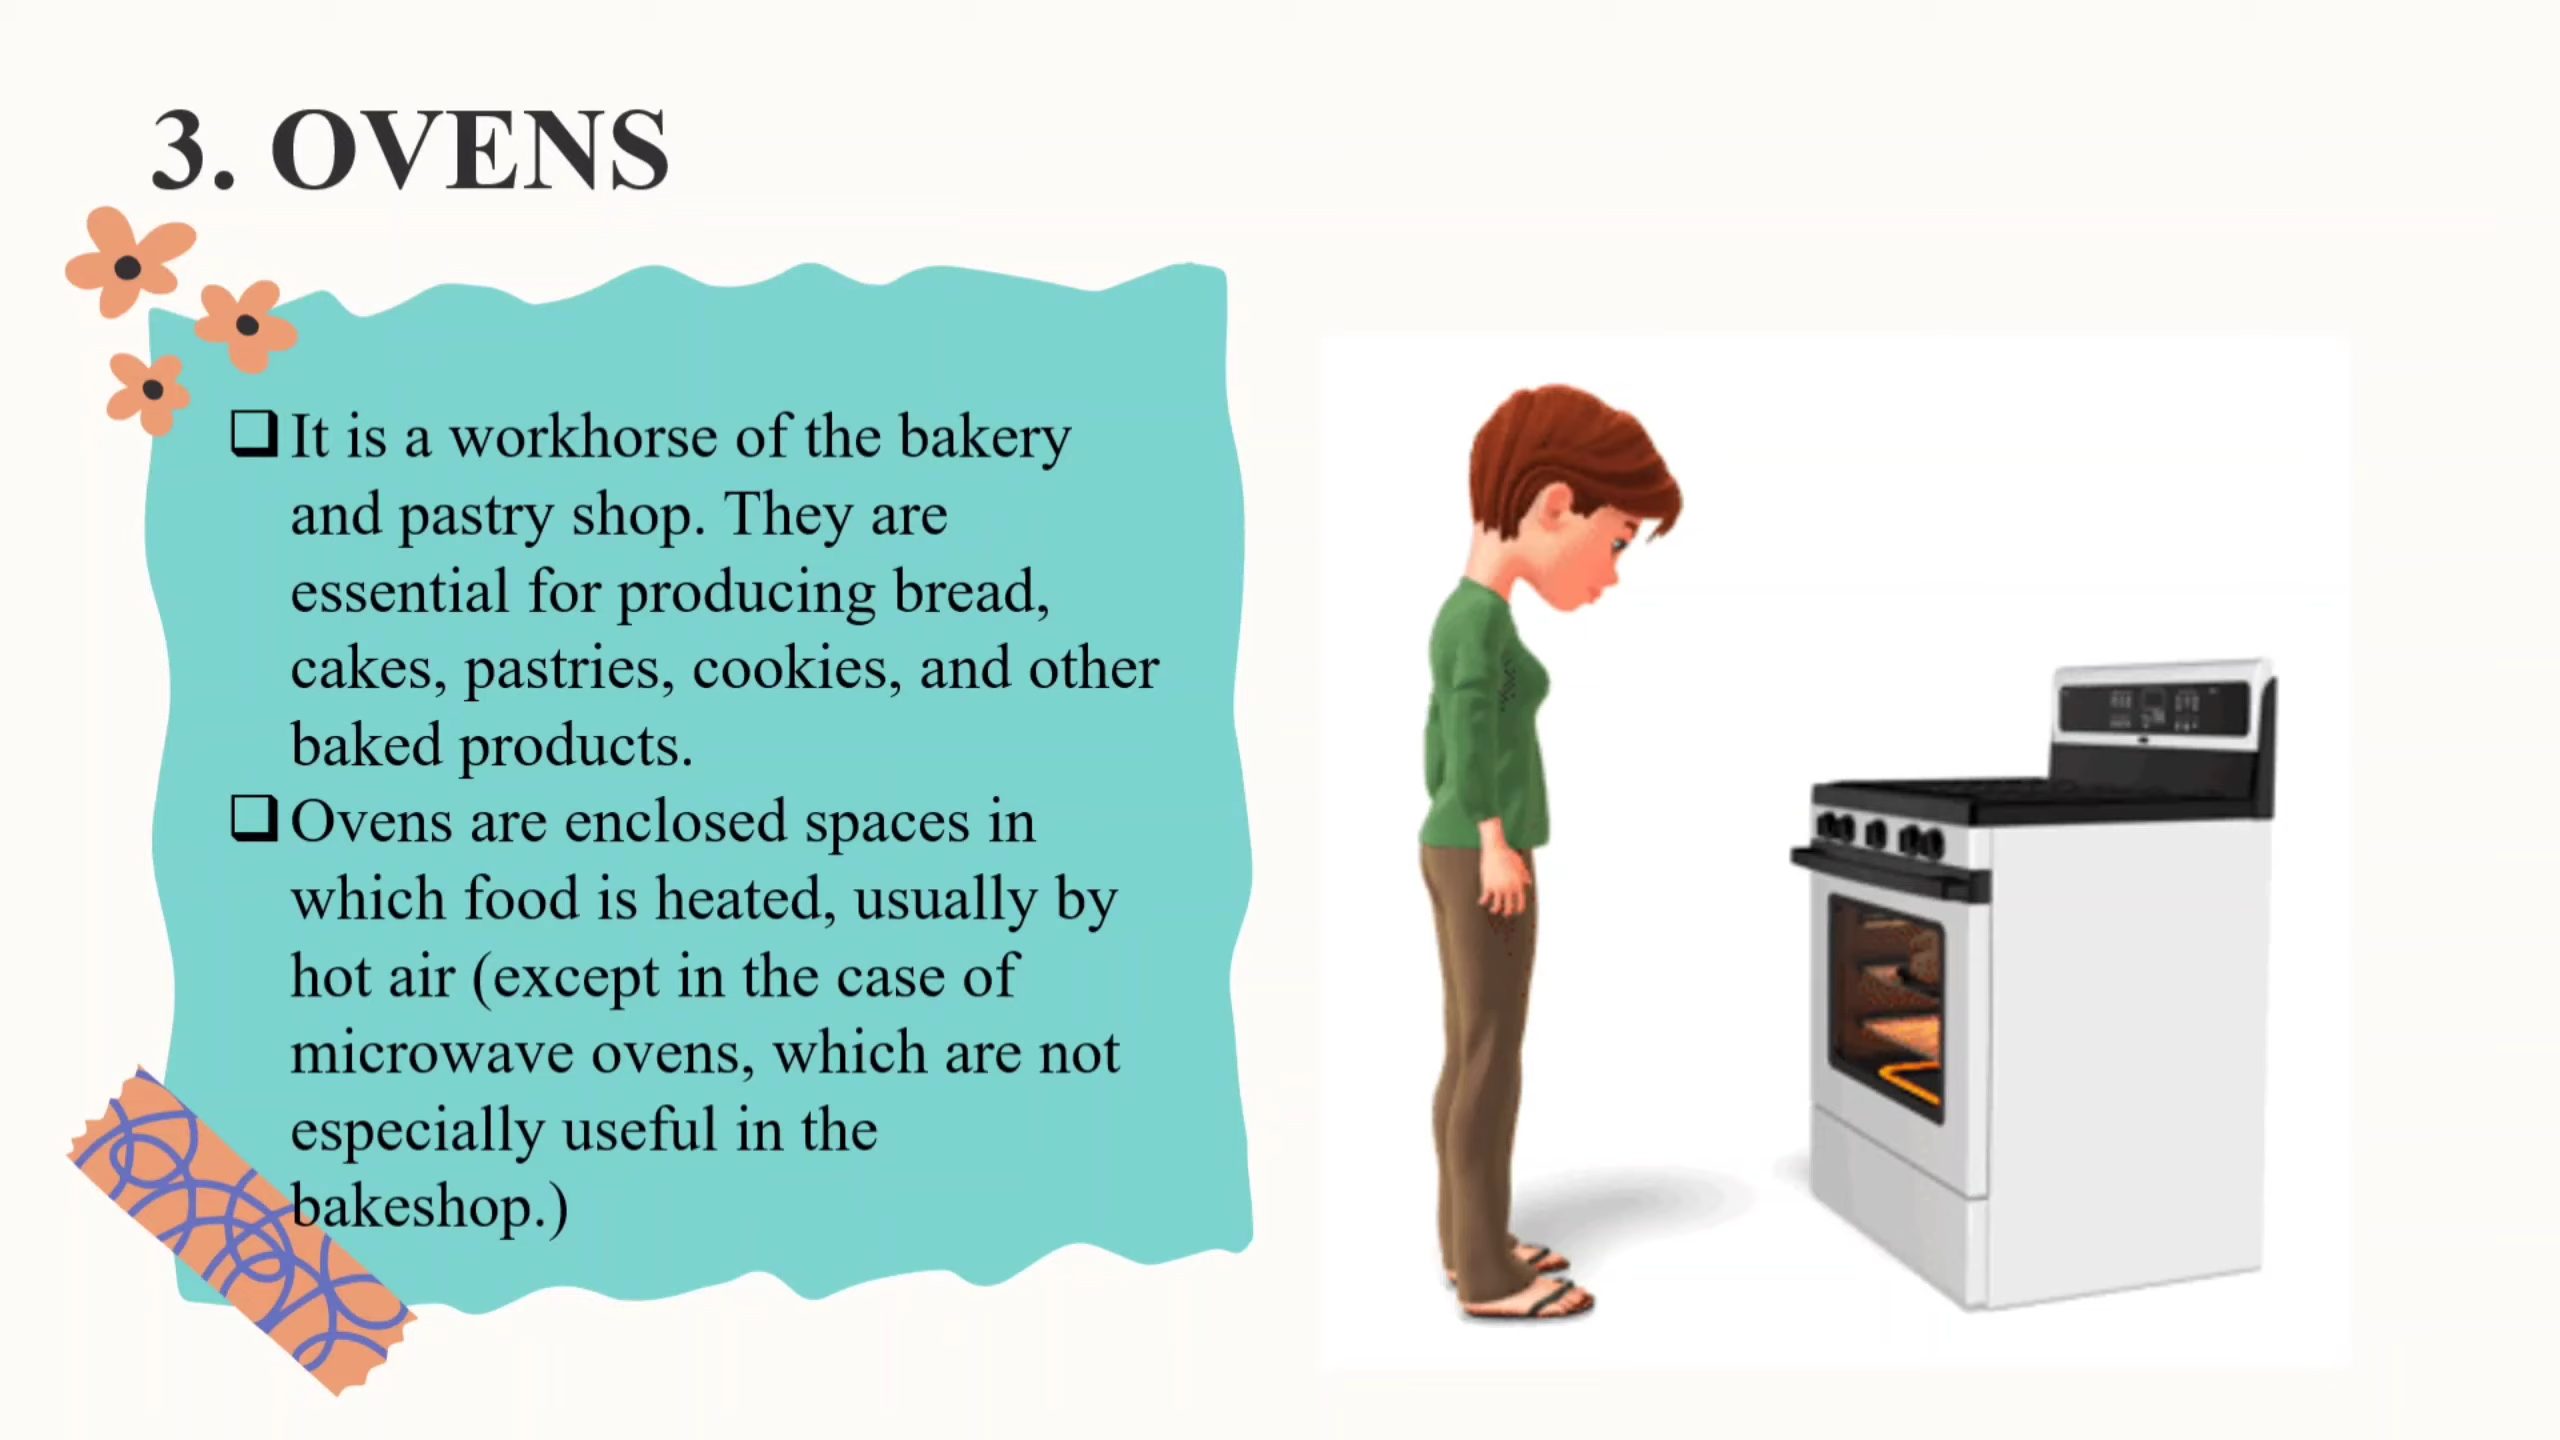 3. OVENS
It is a workhorse of the bakery
and pastry shop. They are
essential for producing bread,
cakes, pastries, cookies, and other
baked products.
Ovens are enclosed spaces in
which food is heated, usually by
hot air (except in the case of
microwave ovens, which are not
especially useful in the
bakeshop.)